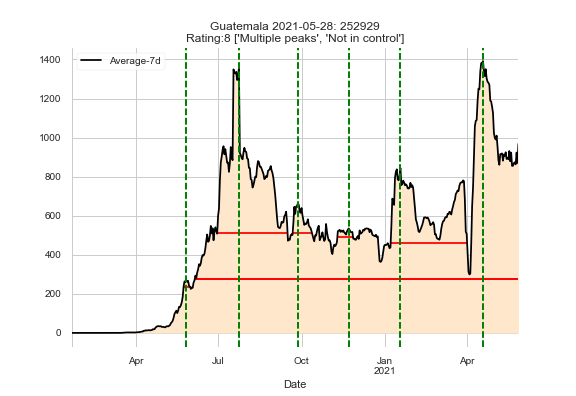 Guatemala 2021-05-28: 252929
Rating:8 ['Multiple peaks', 'Not in control']
Average-7d
1400
1200
1000
800
600
400
200
0
Apr Jul Oct Jan Apr
2021
Date